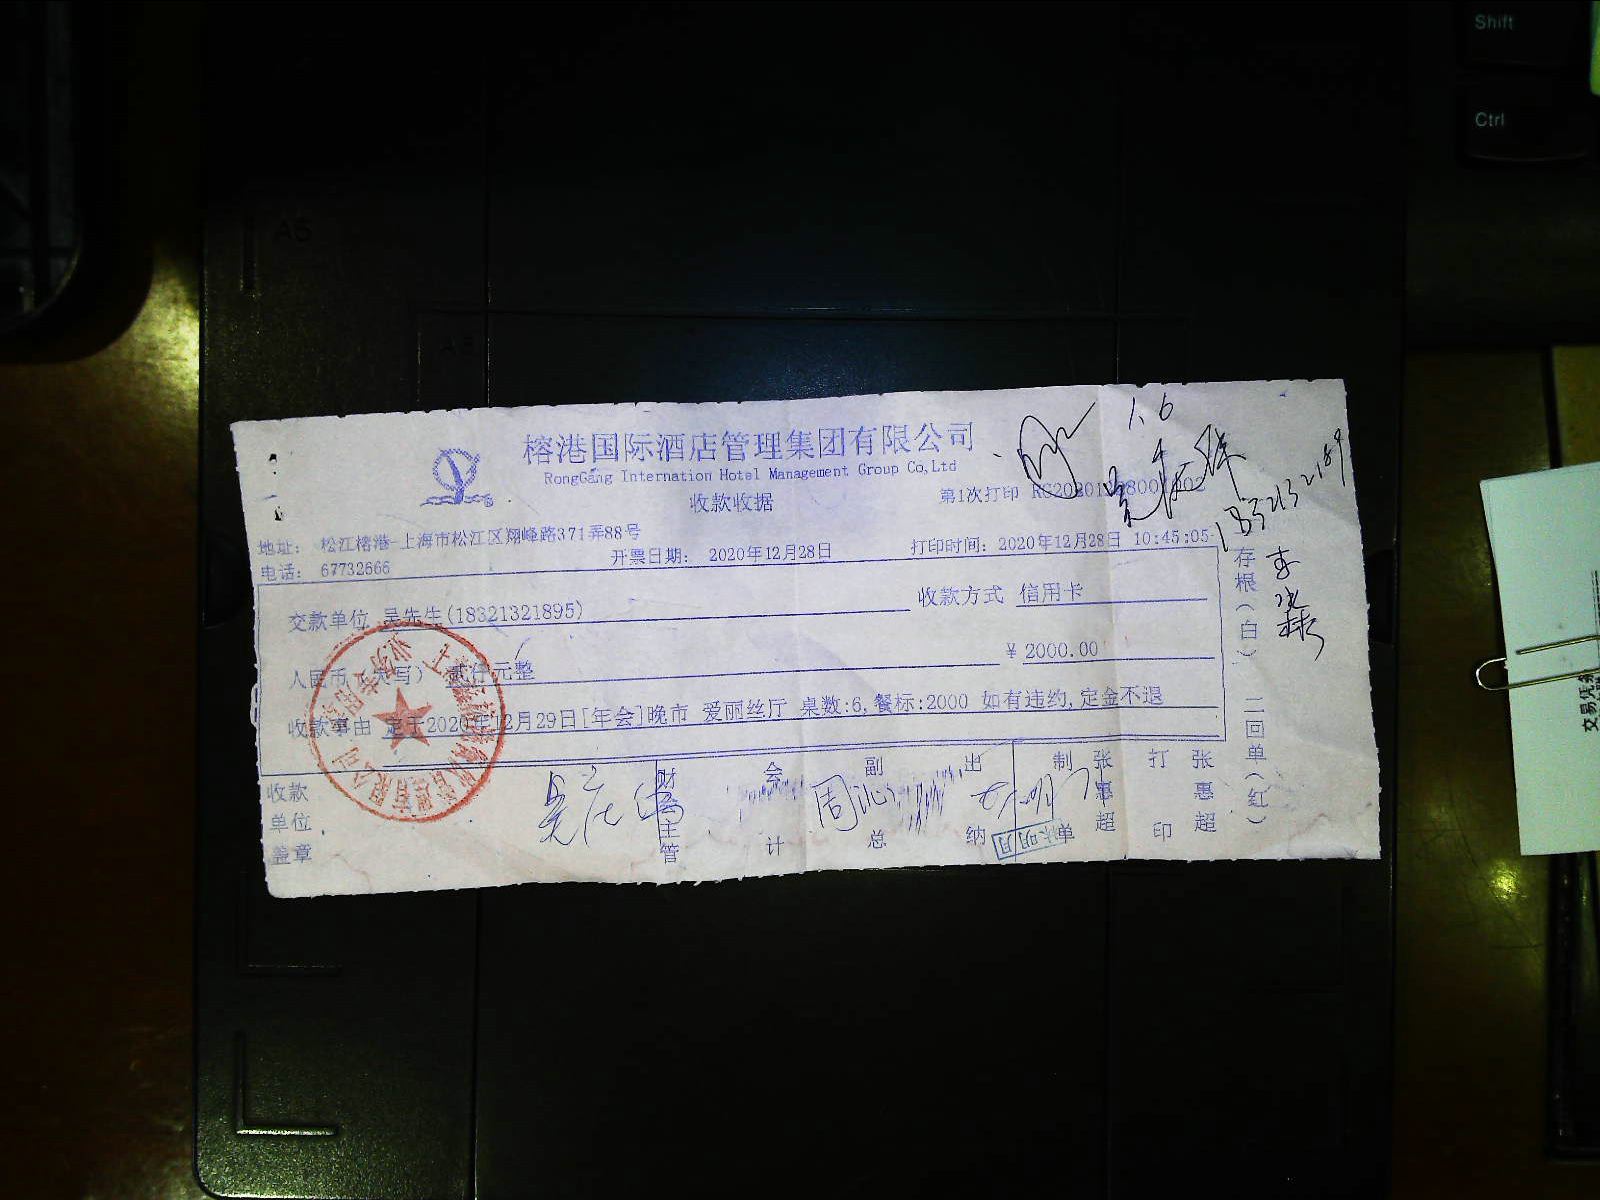 Shift
Ctrl
A5
榕港国际酒店管理集团有限公司
RongGang International Hotel Management Group Co,Ltd
收款收据
第1次打印
1.6
地址： 松江榕港-上海市松江区翔峰路371弄88号
电话： 67732666
开票日期： 2020年12月28日
打印时间：2020年12月28日 10:45:05
交款单位 吴先生(18321321895)
收款方式 信用卡
人民币（大写） 贰仟元整
¥ 2000.00
收款事由 定于2020年12月29日[年会]晚市 爱丽丝厅 桌数:6,餐标:2000 如有违约,定金不退
收款单位盖章
财务主管
会计
副总
周沁
出纳
制单
张惠超
打印
张惠超
存根(白) 二回单(红)